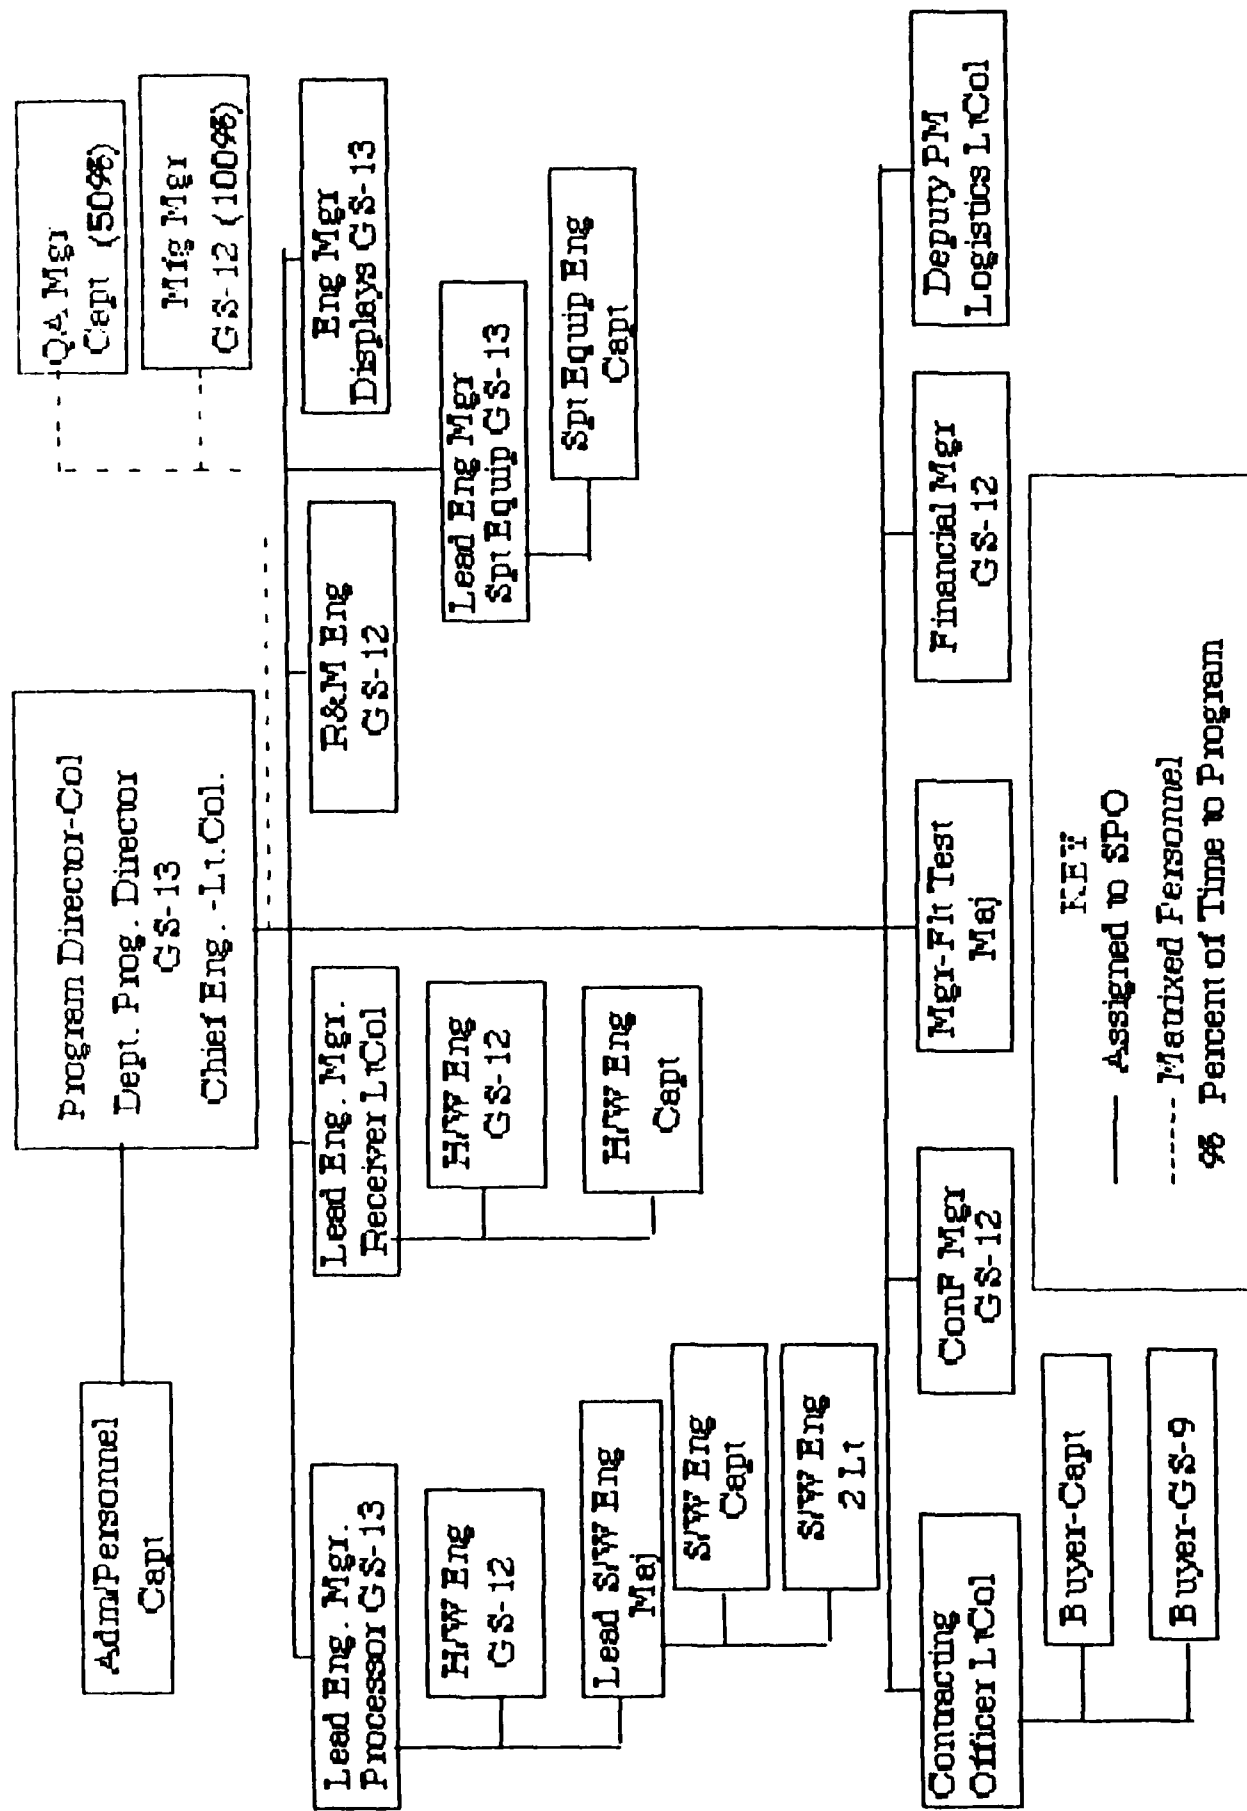 Program Director-Col
Dept. Prog. Director
GS-13
Chief Eng. -Lt.Col.
Adm/Personnel
Capt
QA Mgr
Capt (50%)
Mfg Mgr
GS-12 (100%)
Lead Eng. Mgr.
Processor GS-13
H/W Eng
GS-12
Lead S/W Eng
Maj
S/W Eng
Capt
S/W Eng
2 Lt
Lead Eng. Mgr.
Receiver LtCol
H/W Eng
GS-12
H/W Eng
Capt
R&M Eng
GS-12
Lead Eng Mgr
Spt Equip GS-13
Spt Equip Eng
Capt
Eng Mgr
Displays GS-13
Contracting
Officer LtCol
Buyer-Capt
Buyer-GS-9
ConF Mgr
GS-12
Mgr-Flt Test
Maj
Financial Mgr
GS-12
Deputy PM
Logistics LtCol
KEY
Assigned to SPO
Matrixed Personnel
% Percent of Time to Program